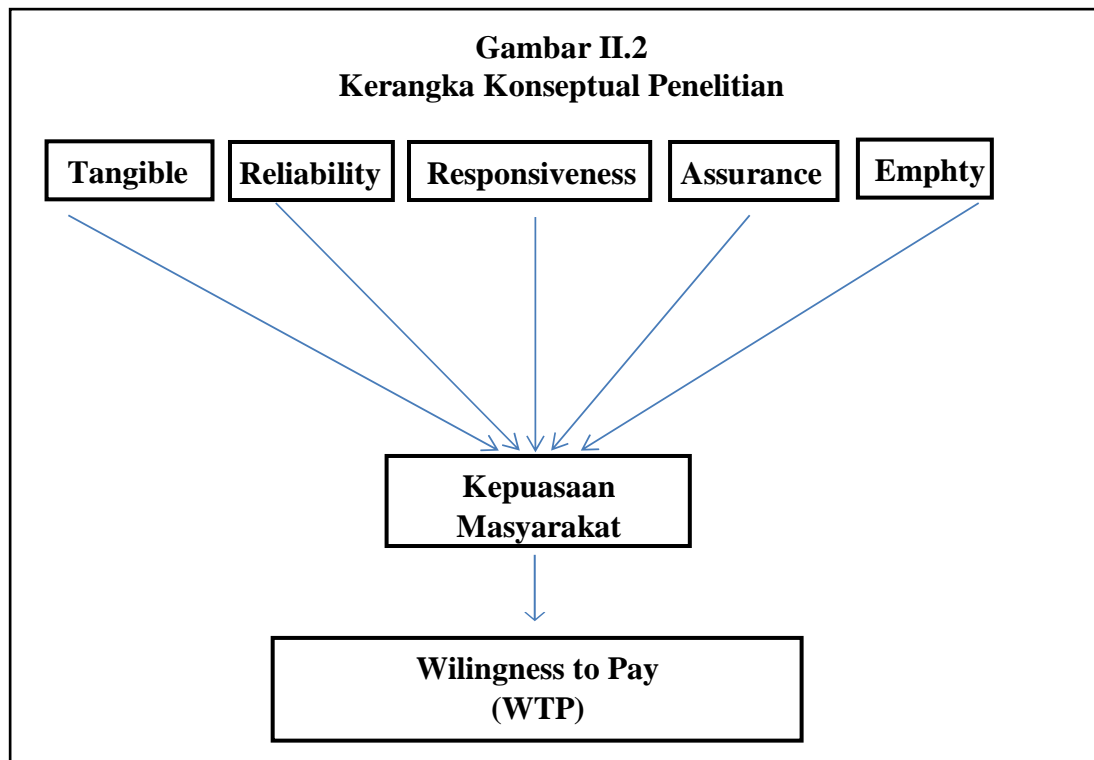 Gambar II.2
Kerangka Konseptual Penelitian
Tangible
Reliability
Responsiveness
Assurance
Emphty
Kepuasaan
Masyarakat
Wilingness to Pay
(WTP)